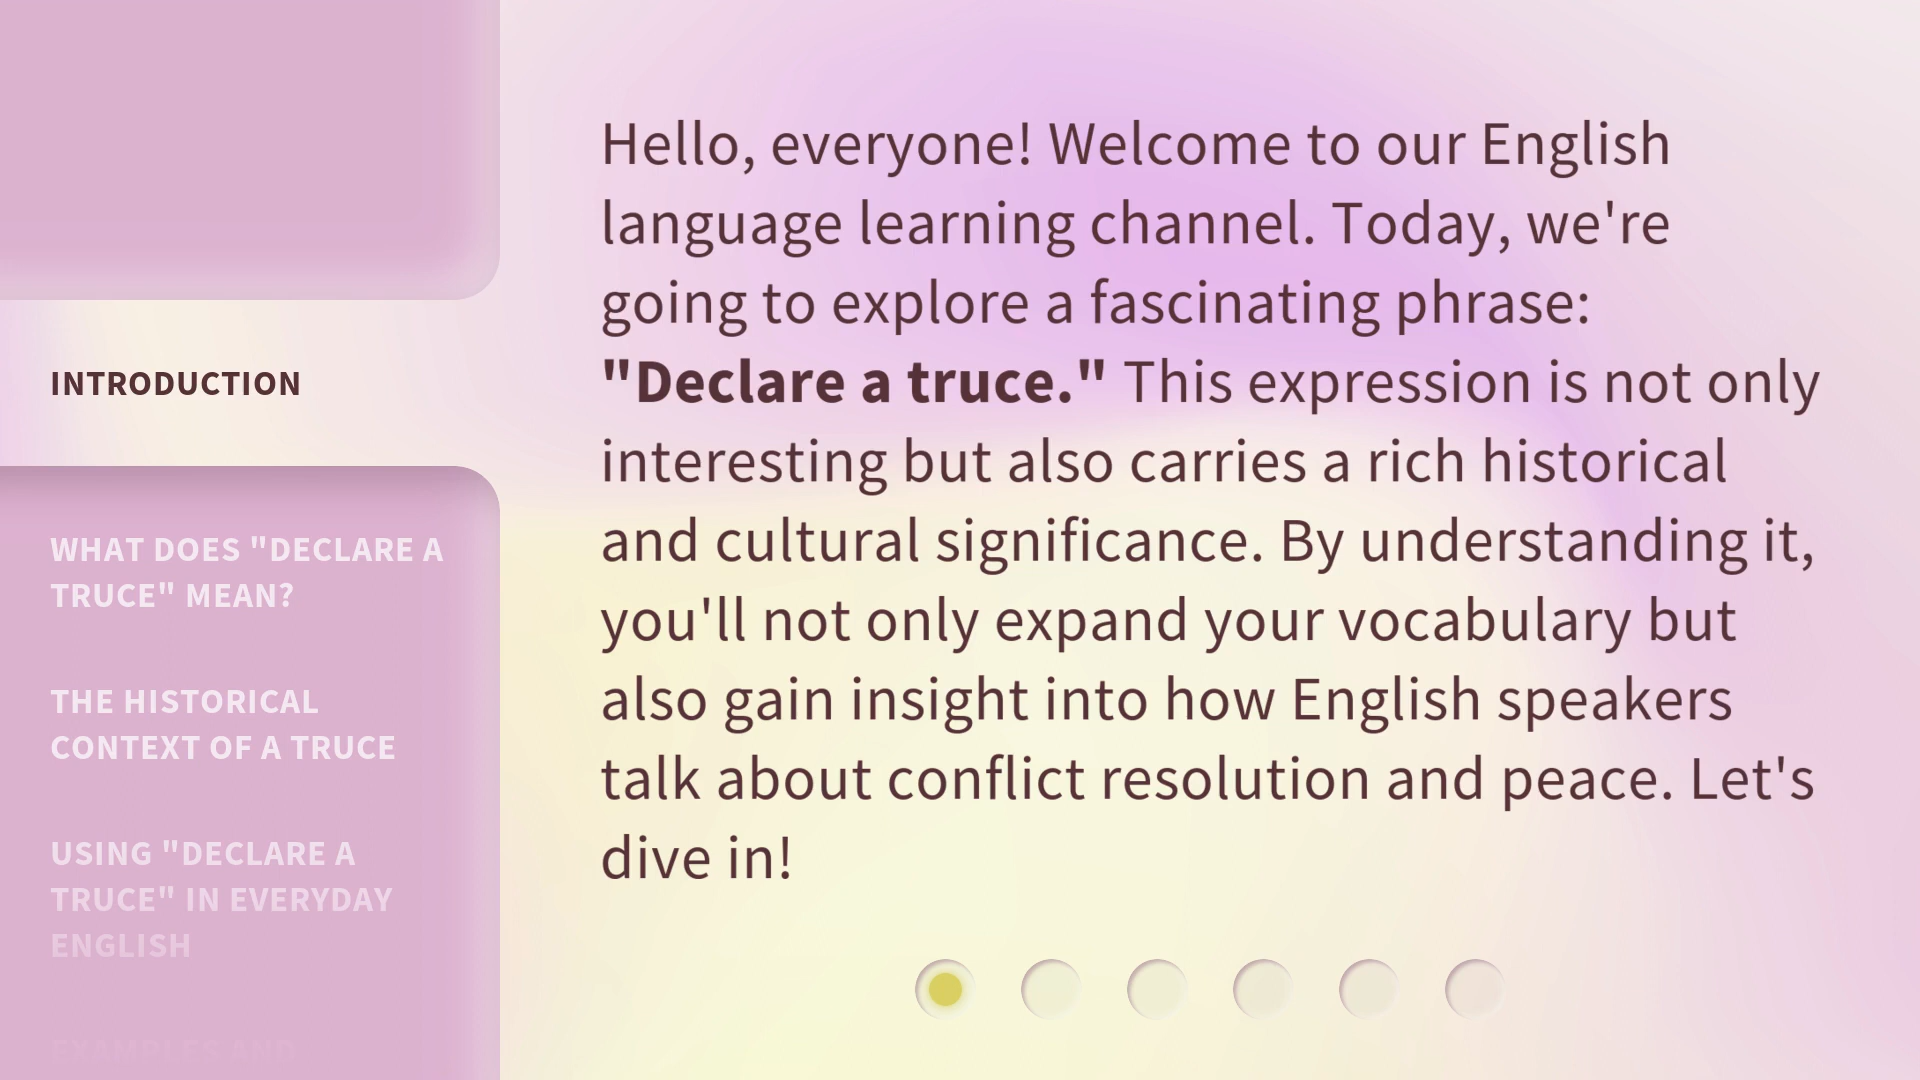 INTRODUCTION
WHAT DOES "DECLARE A
TRUCE" MEAN?
THE HISTORICAL
CONTEXT OF A TRUCE
USING "DECLARE A
TRUCE" IN EVERYDAY
ENGLISH
EXAMPLES AND
Hello, everyone! Welcome to our English
language learning channel. Today, we're
going to explore a fascinating phrase:
"Declare a truce." This expression is not only
interesting but also carries a rich historical
and cultural significance. By understanding it,
you'll not only expand your vocabulary but
also gain insight into how English speakers
talk about conflict resolution and peace. Let's
dive in!